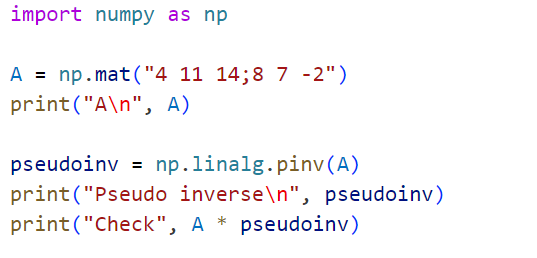 import numpy as np
A = np.mat("4 11 14;8 7 -2")
print("A\n", A)
pseudoinv = np.linalg.pinv(A)
print("Pseudo inverse\n", pseudoinv)
print("Check", A * pseudoinv)